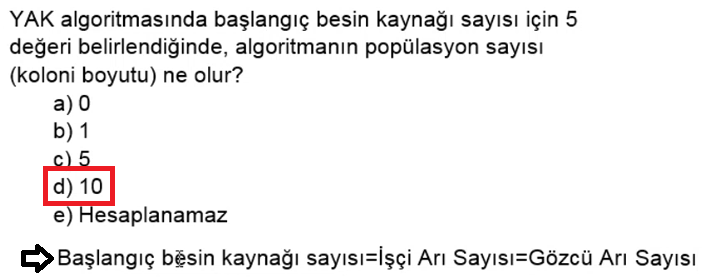 YAK algoritmasında başlangıç besin kaynağı sayısı için 5
değeri belirlendiğinde, algoritmanın popülasyon sayısı
(koloni boyutu) ne olur?
a) 0
b) 1
c) 5
d) 10
e) Hesaplanamaz
Başlangıç besin kaynağı sayısı=İşçi Arı Sayısı=Gözcü Arı Sayısı